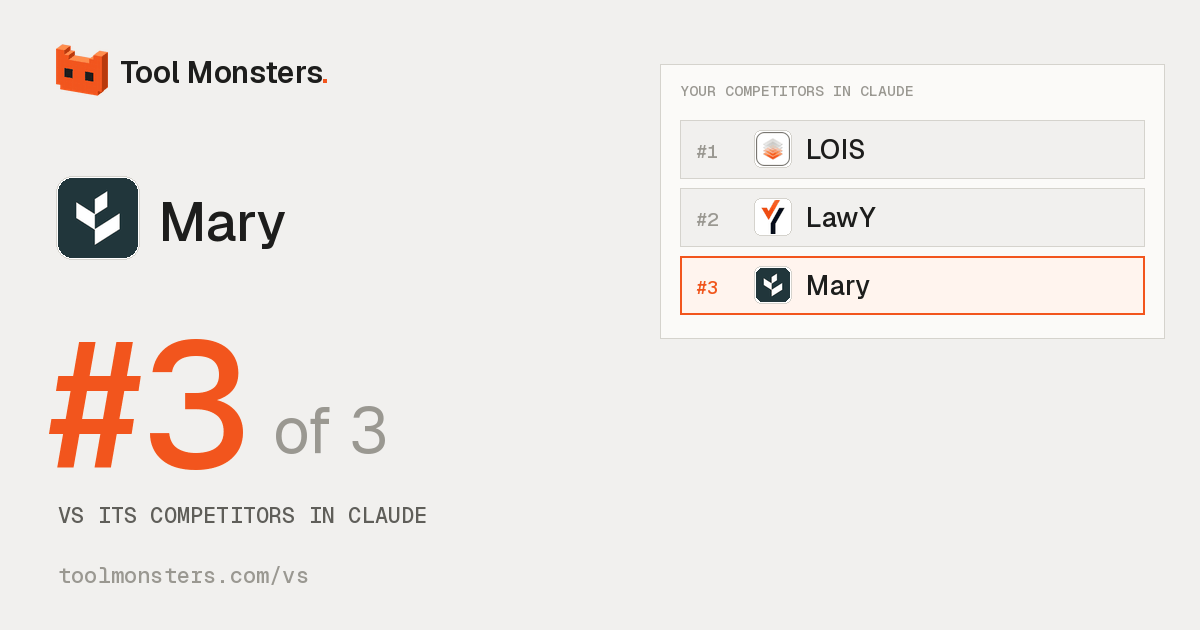 Tool Monsters.
Mary
#3 of 3
VS ITS COMPETITORS IN CLAUDE
toolmonsters.com/vs
YOUR COMPETITORS IN CLAUDE
#1 LOIS
#2 LawY
#3 Mary